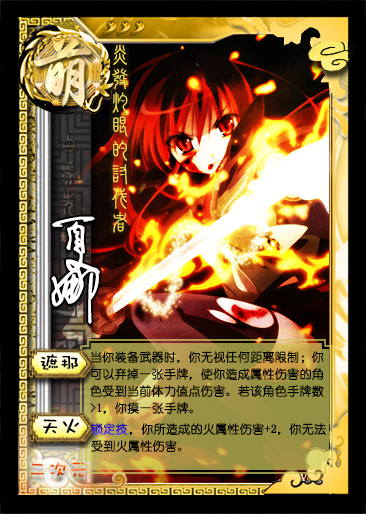 萌
炎發灼眼的討伐者
夏娜
遮那
当你装备武器时，你无视任何距离限制；你
可以弃掉一张手牌，使你造成属性伤害的角
色受到当前体力值点伤害。若该角色手牌数
>1，你摸一张手牌。
天火
锁定技，你所造成的火属性伤害+2，你无法
受到火属性伤害。
二次元